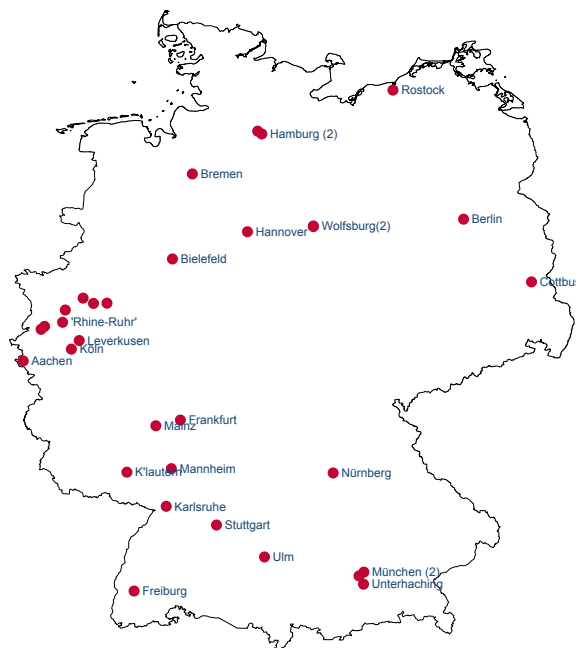 Rostock
Hamburg (2)
Bremen
Berlin
Wolfsburg(2)
Hannover
Bielefeld
Cottbus
'Rhine-Ruhr'
Leverkusen
Köln
Aachen
Frankfurt
Mainz
Mannheim
K'lautern
Nürnberg
Karlsruhe
Stuttgart
Ulm
München (2)
Unterhaching
Freiburg